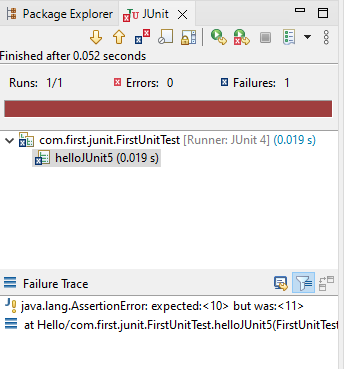 Package Explorer JUnit
Finished after 0.052 seconds
Runs: 1/1 Errors: 0 Failures: 1
com.first.junit.FirstUnitTest [Runner: JUnit 4] (0.019 s)
helloJUnit5 (0.019 s)
Failure Trace
java.lang.AssertionError: expected:<10> but was:<11>
at Hello/com.first.junit.FirstUnitTest.helloJUnit5(FirstUnitTest